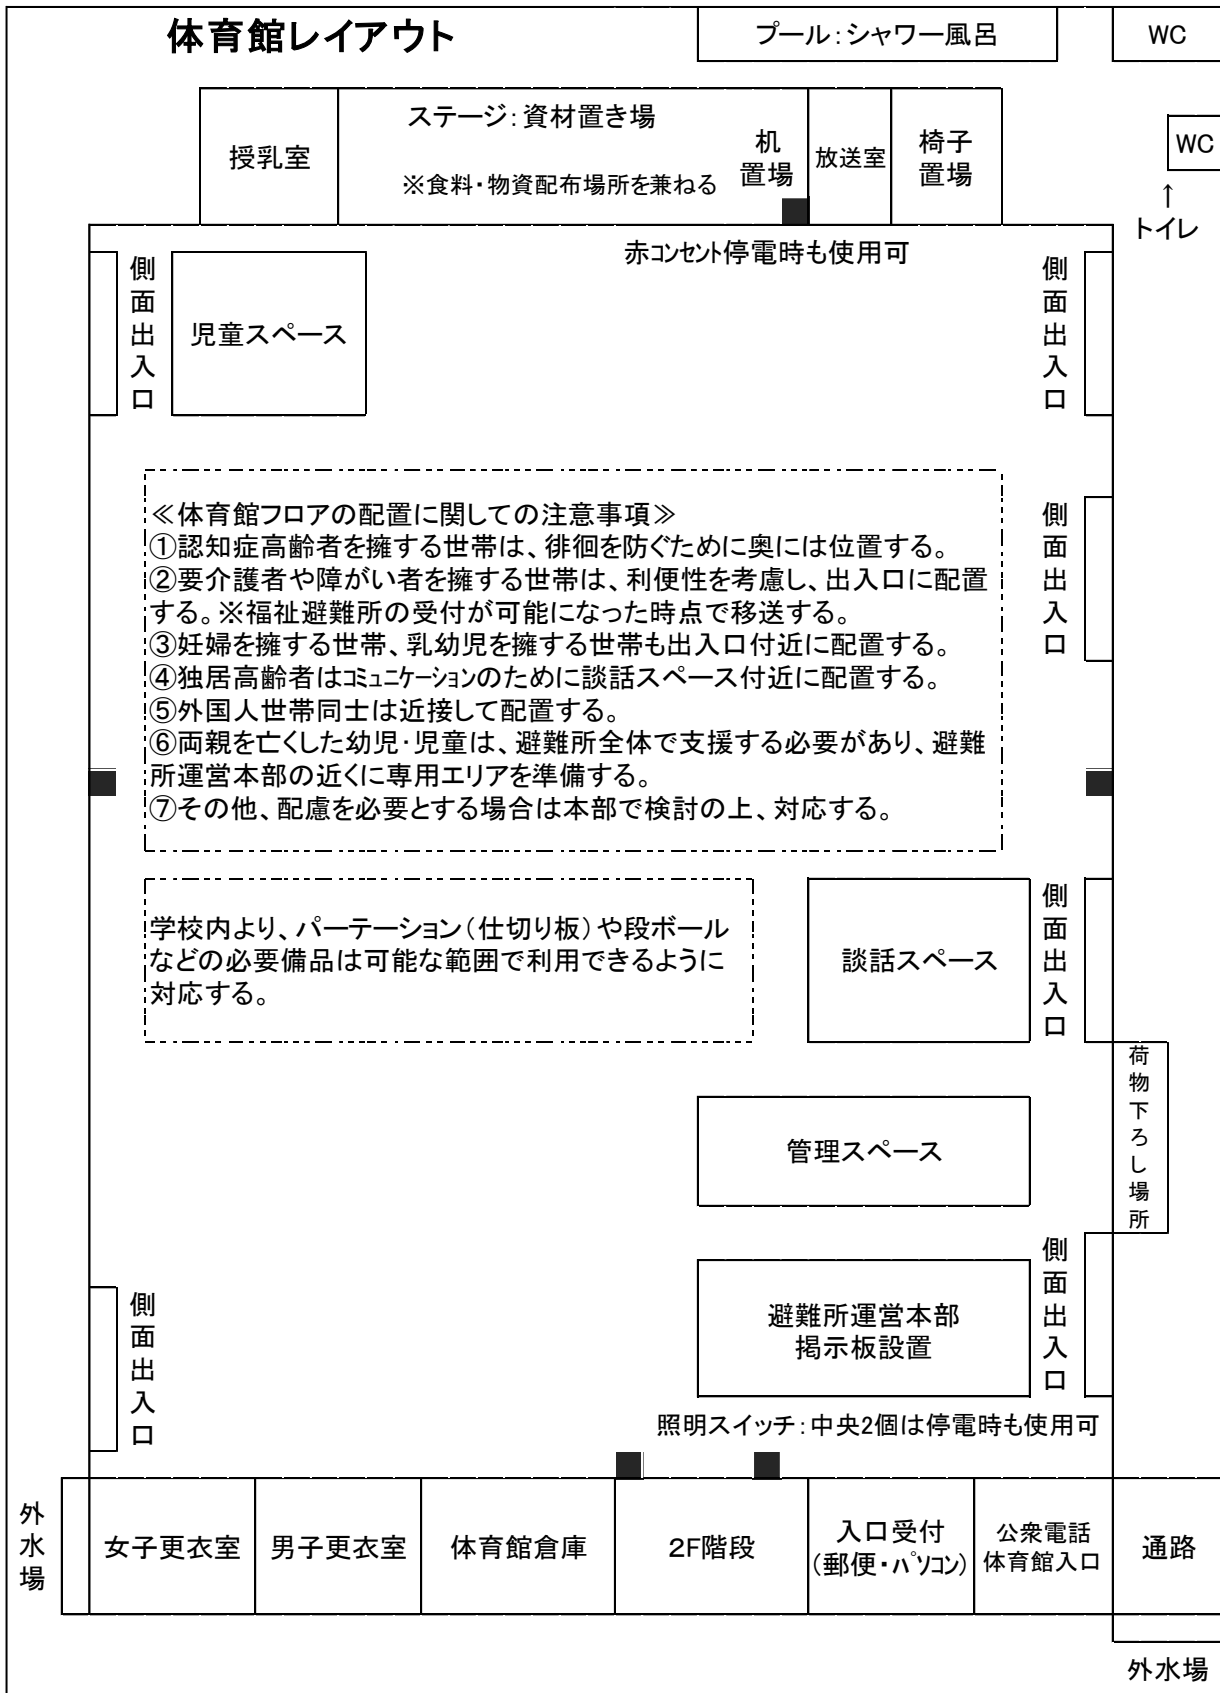 体育館レイアウト
プール：シャワー風呂
WC
授乳室
ステージ：資材置き場
※食料・物資配布場所を兼ねる
机
置場
放送室
椅子
置場
WC
↑
トイレ
赤コンセント停電時も使用可
側面出入口
児童スペース
側面出入口
≪体育館フロアの配置に関しての注意事項≫
①認知症高齢者を擁する世帯は、徘徊を防ぐために奥には位置する。
②要介護者や障がい者を擁する世帯は、利便性を考慮し、出入口に配置
する。※福祉避難所の受付が可能になった時点で移送する。
③妊婦を擁する世帯、乳幼児を擁する世帯も出入口付近に配置する。
④独居高齢者はコミュニケーションのために談話スペース付近に配置する。
⑤外国人世帯同士は近接して配置する。
⑥両親を亡くした幼児・児童は、避難所全体で支援する必要があり、避難
所運営本部の近くに専用エリアを準備する。
⑦その他、配慮を必要とする場合は本部で検討の上、対応する。
側面出入口
学校内より、パーテーション（仕切り板）や段ボール
などの必要備品は可能な範囲で利用できるように
対応する。
談話スペース
側面出入口
荷物下ろし場所
管理スペース
避難所運営本部
掲示板設置
側面出入口
側面出入口
照明スイッチ：中央2個は停電時も使用可
外水場
女子更衣室
男子更衣室
体育館倉庫
2F階段
入口受付
（郵便・パソコン）
公衆電話
体育館入口
通路
外水場